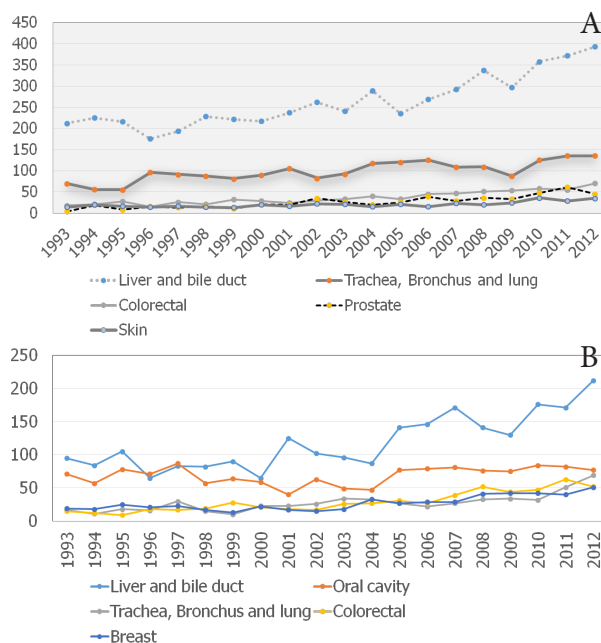 A
450
400
350
300
250
200
150
100
50
0
1993 1994 1995 1996 1997 1998 1999 2000 2001 2002 2003 2004 2005 2006 2007 2008 2009 2010 2011 2012
Liver and bile duct Trachea, Bronchus and lung
Colorectal Prostate
Skin
B
250
200
150
100
50
0
1993 1994 1995 1996 1997 1998 1999 2000 2001 2002 2003 2004 2005 2006 2007 2008 2009 2010 2011 2012
Liver and bile duct Oral cavity
Trachea, Bronchus and lung Colorectal
Breast